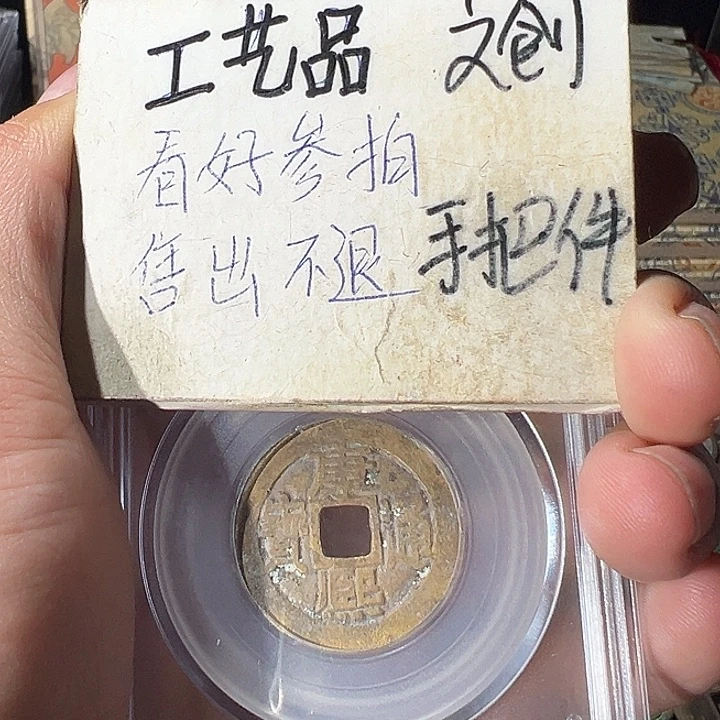 工艺品 文创
看好参拍
售出不退 手把件
康熙通寳